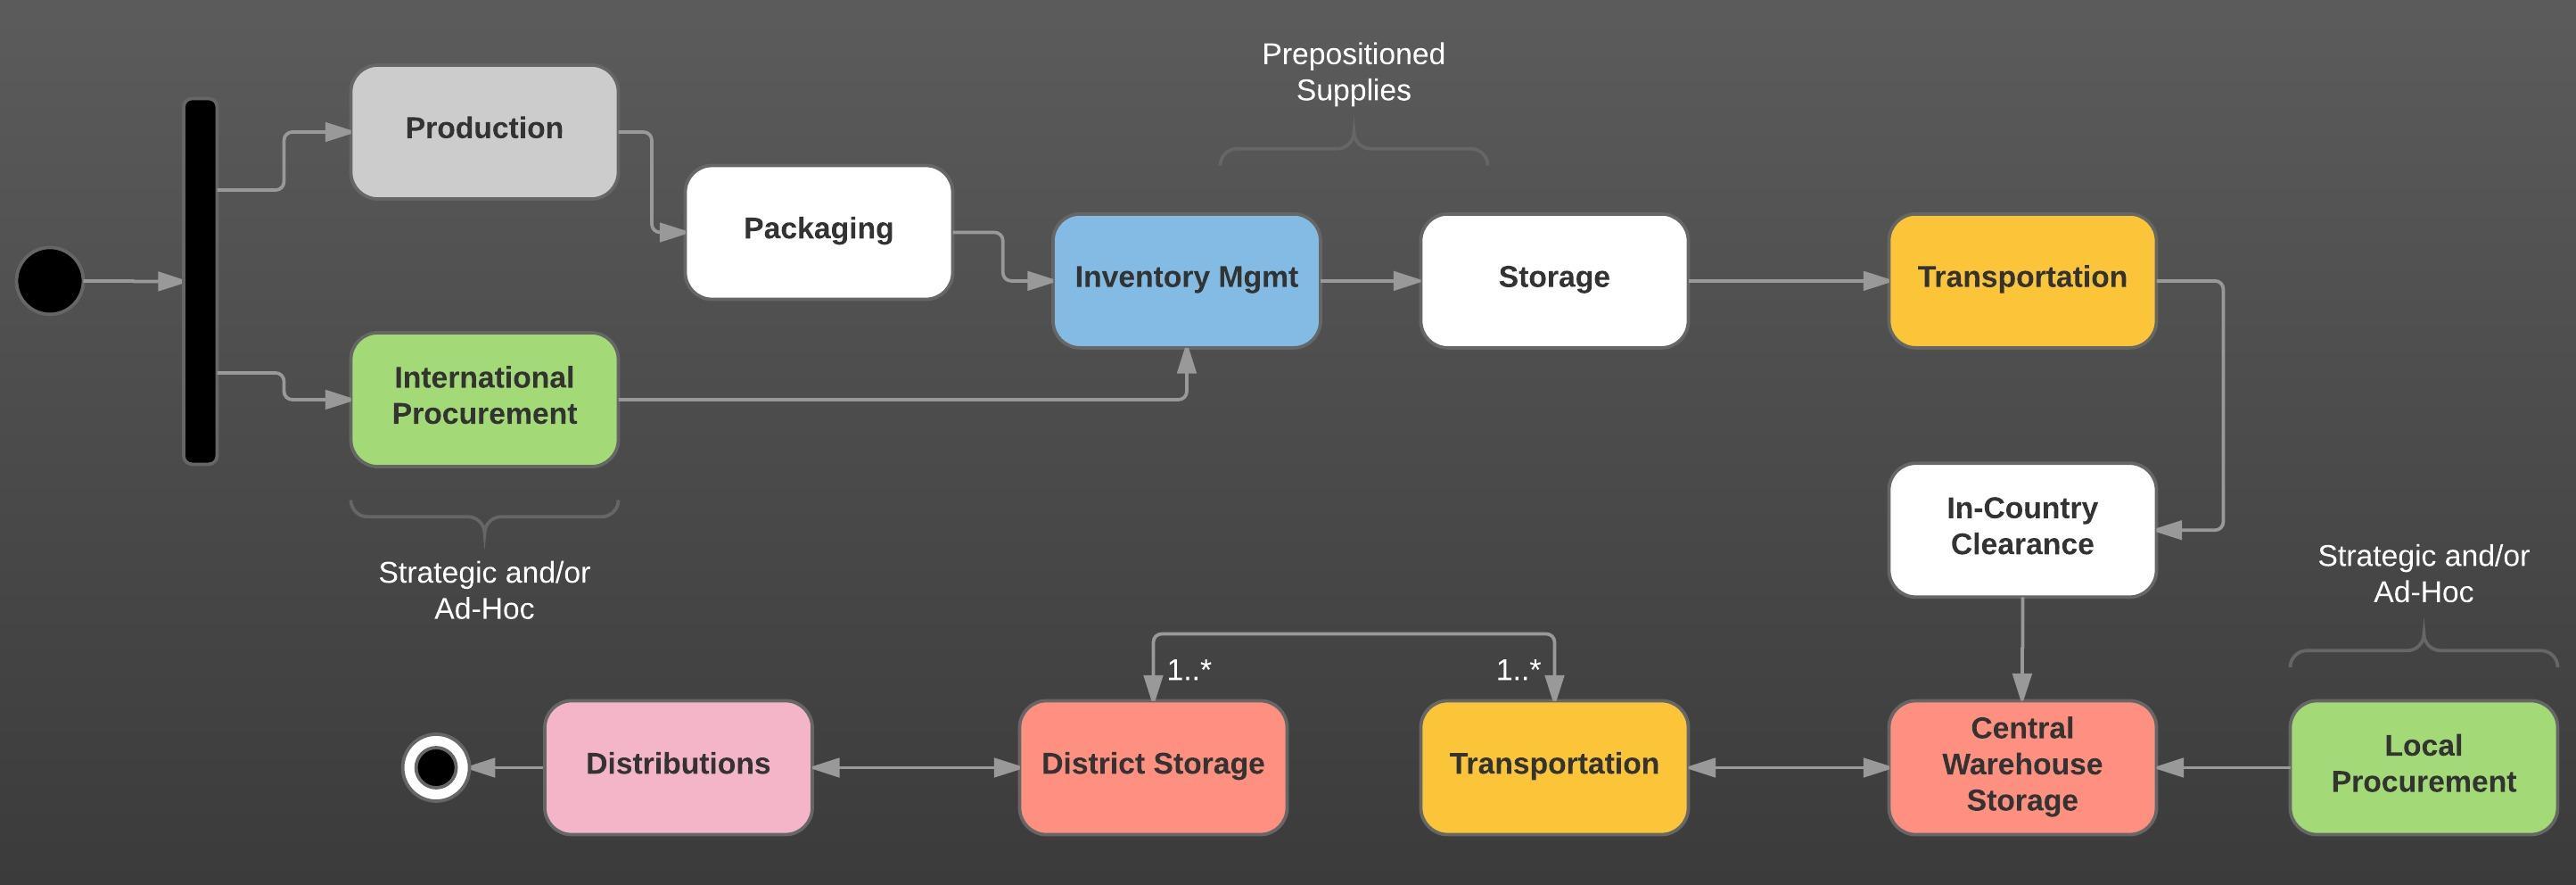 Prepositioned
Supplies
Production
Packaging
Inventory Mgmt
Storage
Transportation
International
Procurement
Strategic and/or
Ad-Hoc
In-Country
Clearance
Strategic and/or
Ad-Hoc
1..*
1..*
Distributions
District Storage
Transportation
Central
Warehouse
Storage
Local
Procurement